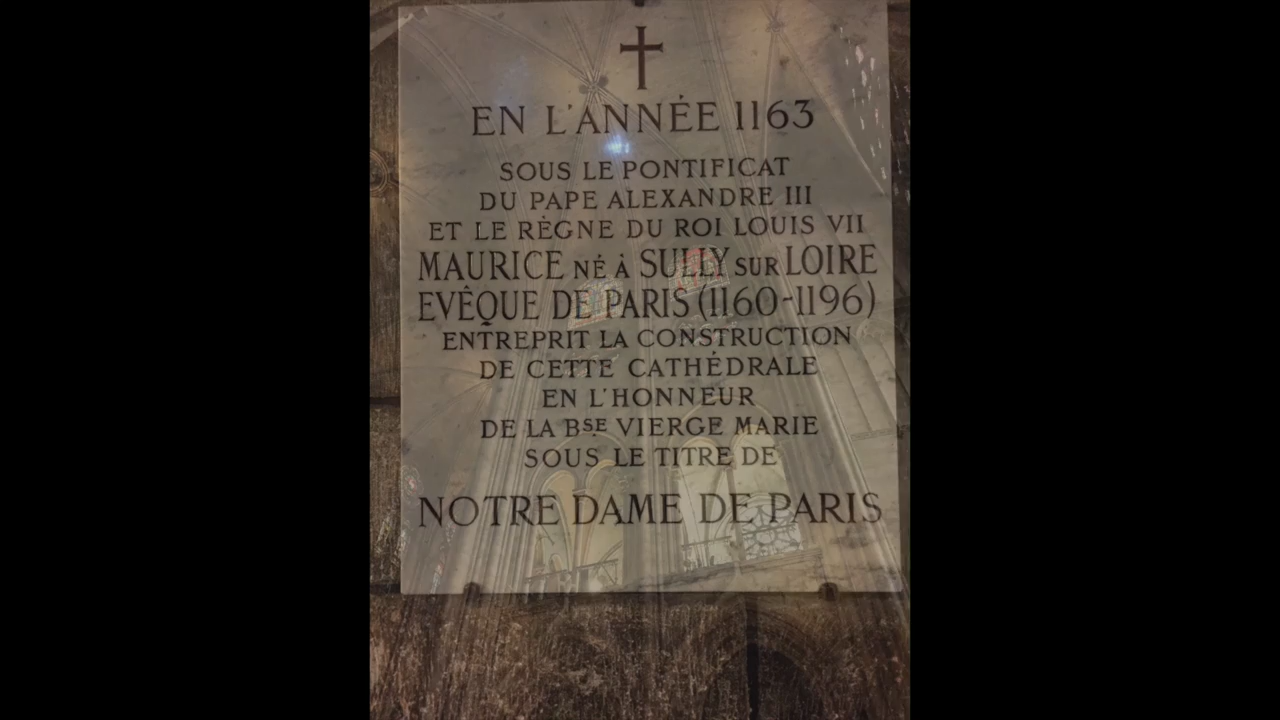 EN L'ANNÉE 1163
SOUS LE PONTIFICAT
DU PAPE ALEXANDRE III
ET LE RÈGNE DU ROI LOUIS VII
MAURICE NÉ À SULLY SUR LOIRE
EVÊQUE DE PARIS (1160-1196)
ENTREPRIT LA CONSTRUCTION
DE CETTE CATHÉDRALE
EN L'HONNEUR
DE LA BSE VIERGE MARIE
SOUS LE TITRE DE
NOTRE DAME DE PARIS